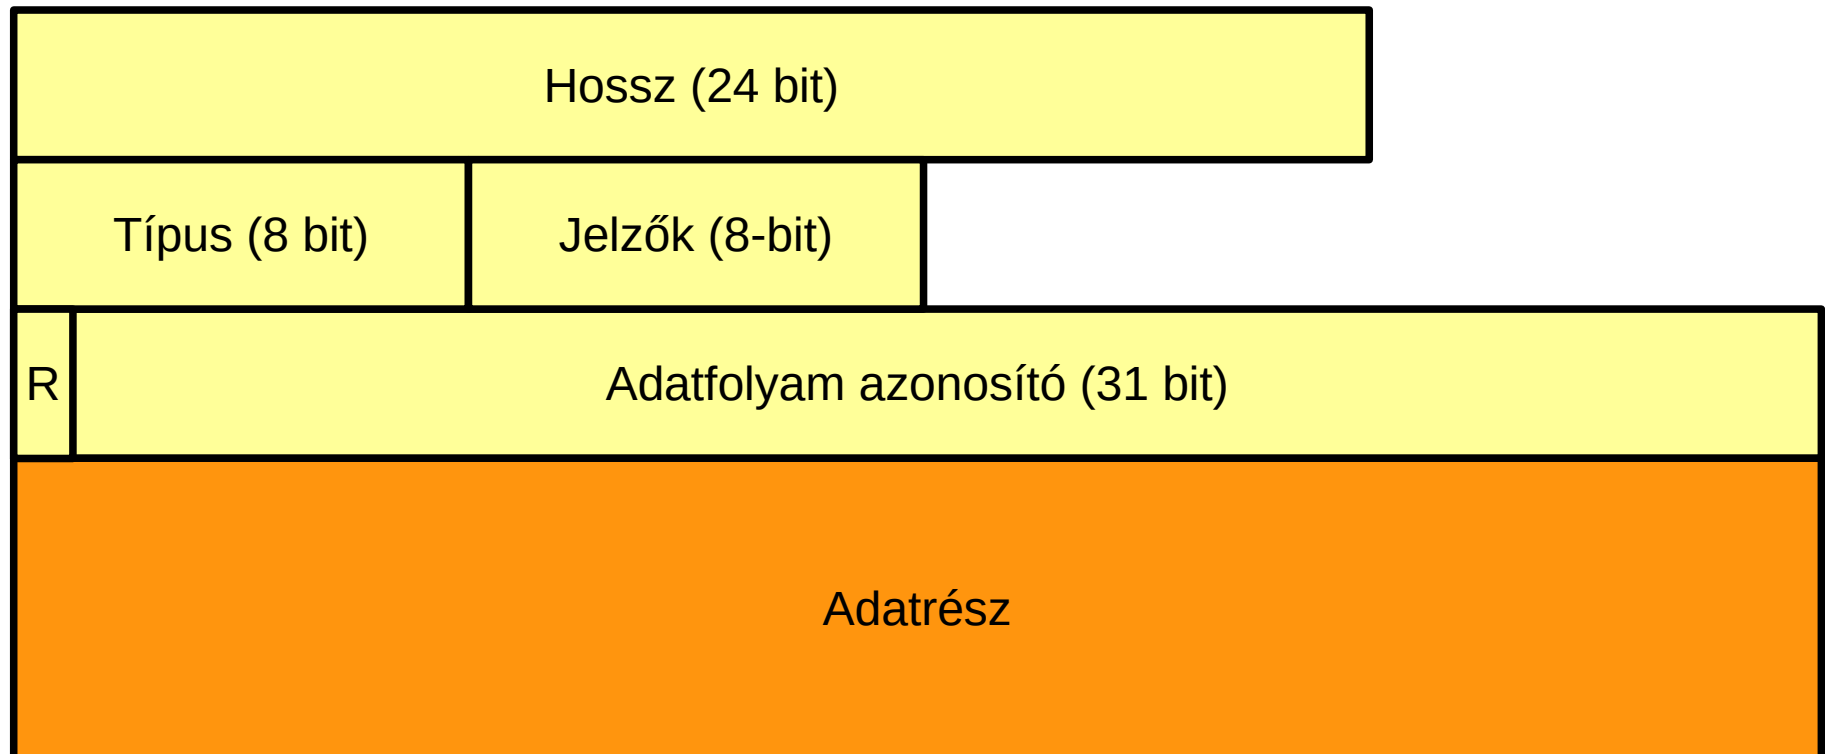 Hossz (24 bit)
Típus (8 bit)
Jelzők (8-bit)
R
Adatfolyam azonosító (31 bit)
Adatrész